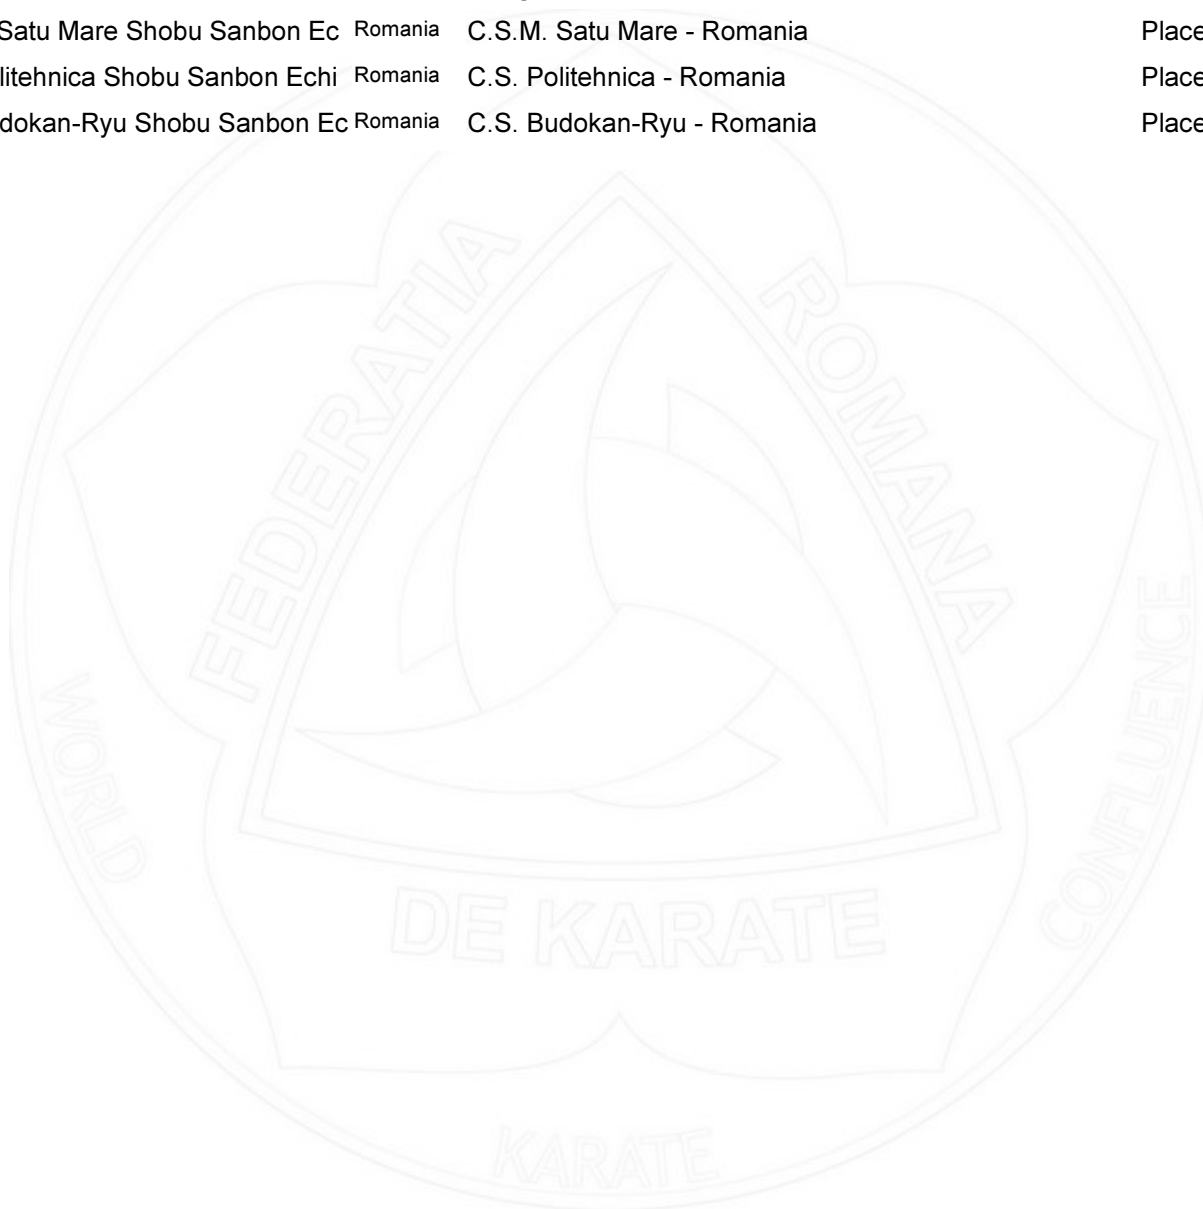 Satu Mare Shobu Sanbon Ec Romania C.S.M. Satu Mare - Romania Place
litehnica Shobu Sanbon Echi Romania C.S. Politehnica - Romania Place
dokan-Ryu Shobu Sanbon Ec Romania C.S. Budokan-Ryu - Romania Place
FEDERATIA ROMANA
DE KARATE
WORLD
CONFLUENCE
KARATE